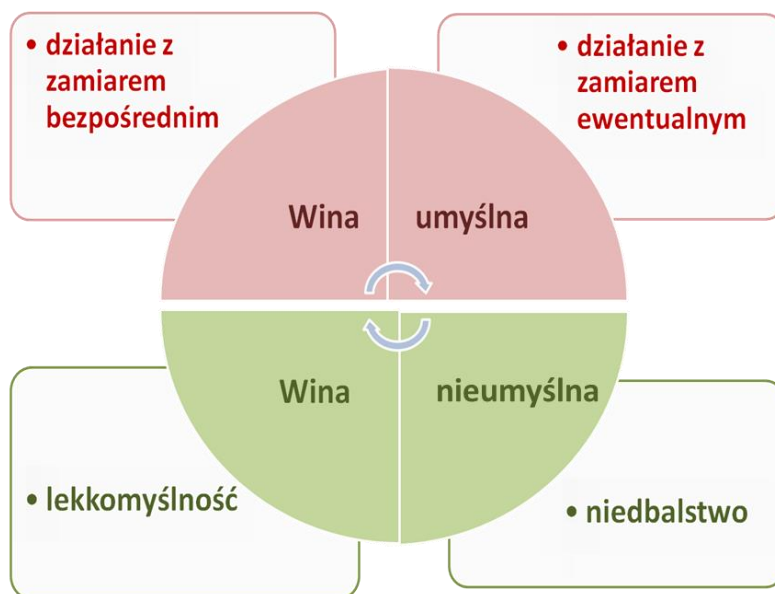 • działanie z
zamiarem
bezpośrednim
• działanie z
zamiarem
ewentualnym
Wina umyślna
Wina nieumyślna
• lekkomyślność
• niedbalstwo